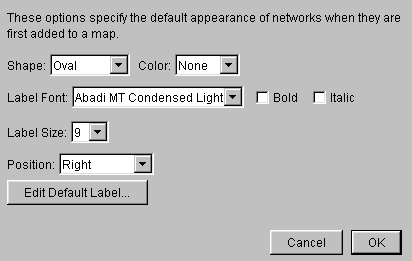 These options specify the default appearance of networks when they are
first added to a map.
Shape: Oval Color: None
Label Font: Abadi MT Condensed Light Bold Italic
Label Size: 9
Position: Right
Edit Default Label...
Cancel OK